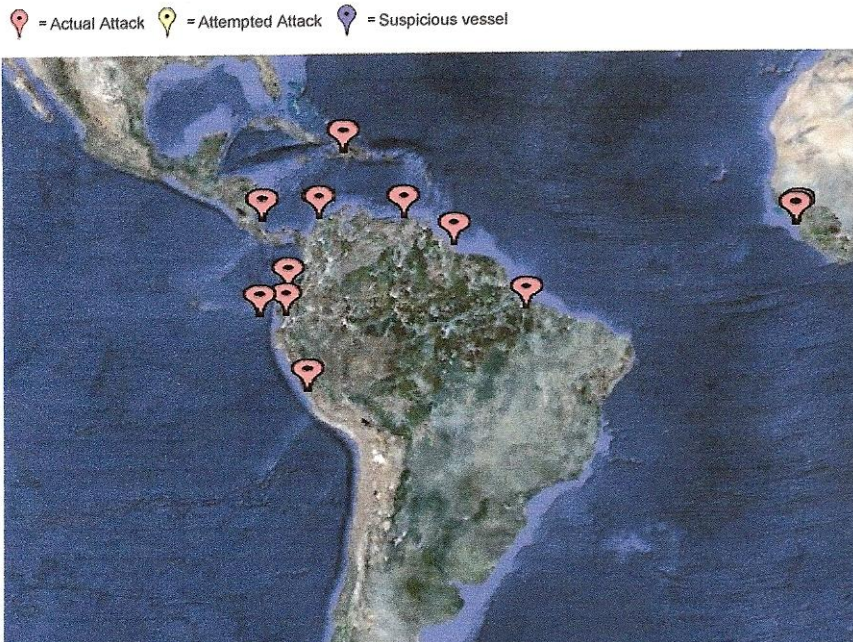 = Actual Attack = Attempted Attack = Suspicious vessel